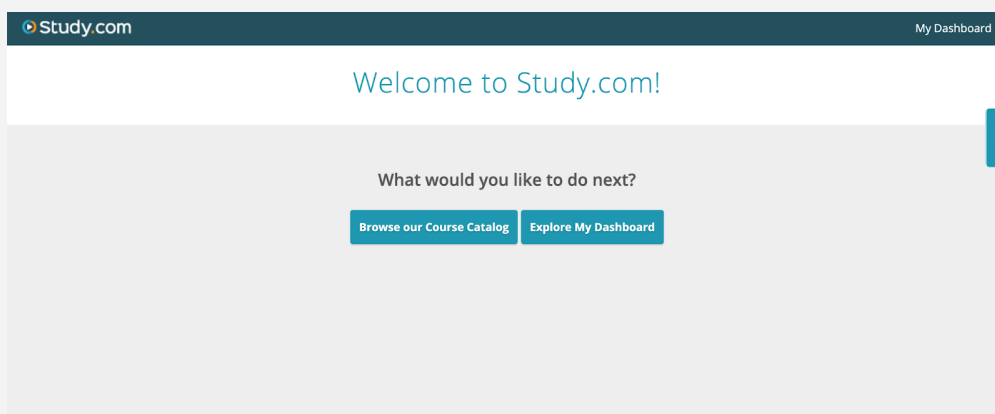 Study.com
My Dashboard
Welcome to Study.com!
What would you like to do next?
Browse our Course Catalog
Explore My Dashboard